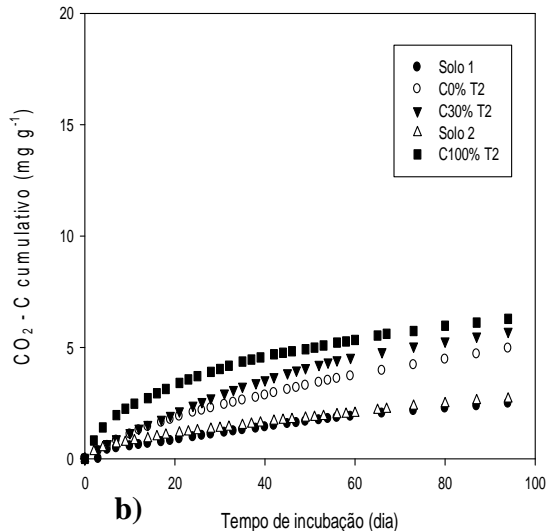 CO₂ - C cumulativo (mg g⁻¹)
20
15
10
5
0
Solo 1
C0% T2
C30% T2
Solo 2
C100% T2
0 20 40 60 80 100
b)
Tempo de incubação (dia)